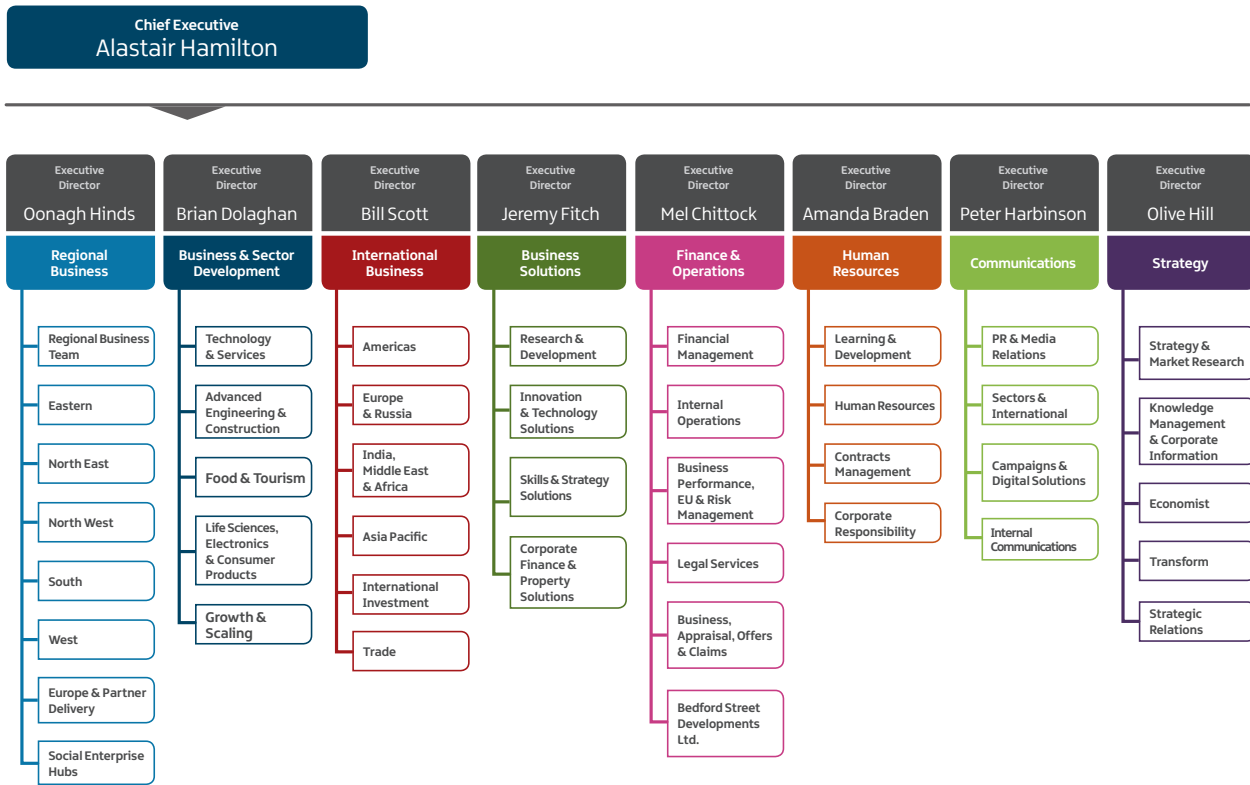 Chief Executive
Alastair Hamilton
Executive
Director
Oonagh Hinds
Regional
Business
Regional Business
Team
Eastern
North East
North West
South
West
Europe & Partner
Delivery
Social Enterprise
Hubs
Executive
Director
Brian Dolaghan
Business & Sector
Development
Technology
& Services
Advanced
Engineering &
Construction
Food & Tourism
Life Sciences,
Electronics
& Consumer
Products
Growth &
Scaling
Executive
Director
Bill Scott
International
Business
Americas
Europe
& Russia
India,
Middle East
& Africa
Asia Pacific
International
Investment
Trade
Executive
Director
Jeremy Fitch
Business
Solutions
Research &
Development
Innovation
& Technology
Solutions
Skills & Strategy
Solutions
Corporate
Finance &
Property
Solutions
Executive
Director
Mel Chittock
Finance &
Operations
Financial
Management
Internal
Operations
Business
Performance,
EU & Risk
Management
Legal Services
Business,
Appraisal, Offers
& Claims
Bedford Street
Developments
Ltd.
Executive
Director
Amanda Braden
Human
Resources
Learning &
Development
Human Resources
Contracts
Management
Corporate
Responsibility
Executive
Director
Peter Harbinson
Communications
PR & Media
Relations
Sectors &
International
Campaigns &
Digital Solutions
Internal
Communications
Executive
Director
Olive Hill
Strategy
Strategy &
Market Research
Knowledge
Management
& Corporate
Information
Economist
Transform
Strategic
Relations